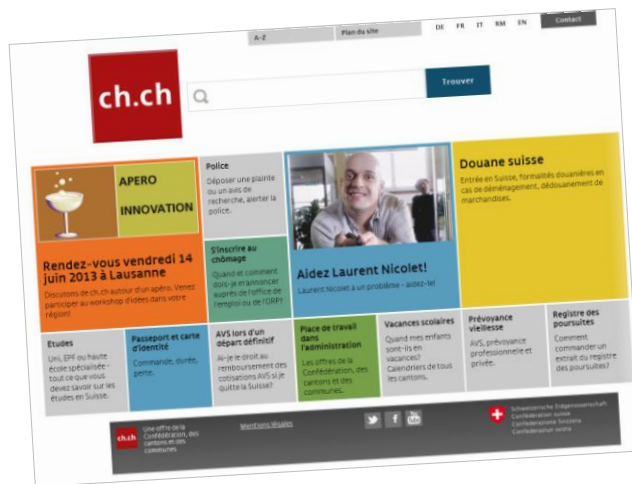 A-Z
Plan du site
DE FR IT RM EN
Contact
ch.ch
Trouver
APERO
INNOVATION
Rendez-vous vendredi 14
juin 2013 à Lausanne
Discutons de ch.ch autour d'un apéro. Venez
participer au workshop d'idées dans votre
région!
Police
Déposer une plainte
ou un avis de
recherche, alerter la
police.
S'inscrire au
chômage
Quand et comment
dois-je m'annoncer
auprès de l'office de
l'emploi ou de l'ORP?
Aidez Laurent Nicolet!
Laurent Nicolet a un problème - aidez-le!
Douane suisse
Entrée en Suisse, formalités douanières en
cas de déménagement, dédouanement de
marchandises.
Etudes
Uni, EPF ou haute
école spécialisée -
tout ce que vous
devez savoir sur les
études en Suisse.
Passeport et carte
d'identité
Commande, durée,
perte.
AVS lors d'un
départ définitif
Ai-je le droit au
remboursement des
cotisations AVS si je
quitte la Suisse?
Place de travail
dans
l'administration
Les offres de la
Confédération, des
cantons et des
communes.
Vacances scolaires
Quand mes enfants
sont-ils en
vacances?
Calendriers de tous
les cantons.
Prévoyance
vieillesse
AVS, prévoyance
professionnelle et
privée.
Registre des
poursuites
Comment
commander un
extrait du registre
des poursuites?
ch.ch
Une offre de la
Confédération, des
cantons et des
communes
Mentions légales
Schweizerische Eidgenossenschaft
Confédération suisse
Confederazione Svizzera
Confederaziun svizra